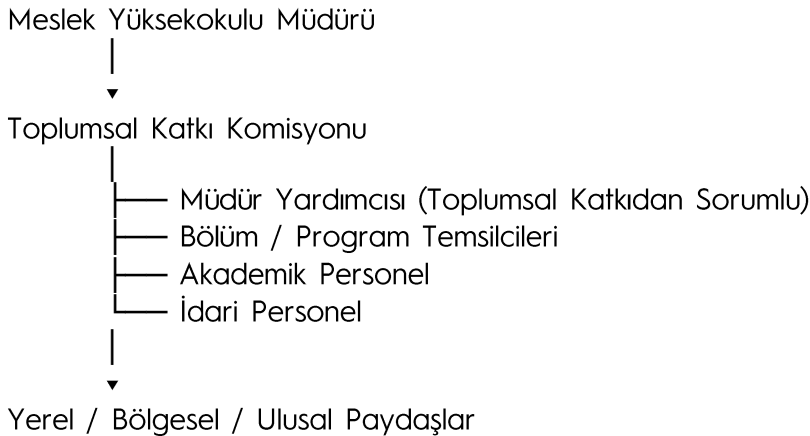 Meslek Yüksekokulu Müdürü
Toplumsal Katkı Komisyonu
Müdür Yardımcısı (Toplumsal Katkıdan Sorumlu)
Bölüm / Program Temsilcileri
Akademik Personel
İdari Personel
Yerel / Bölgesel / Ulusal Paydaşlar